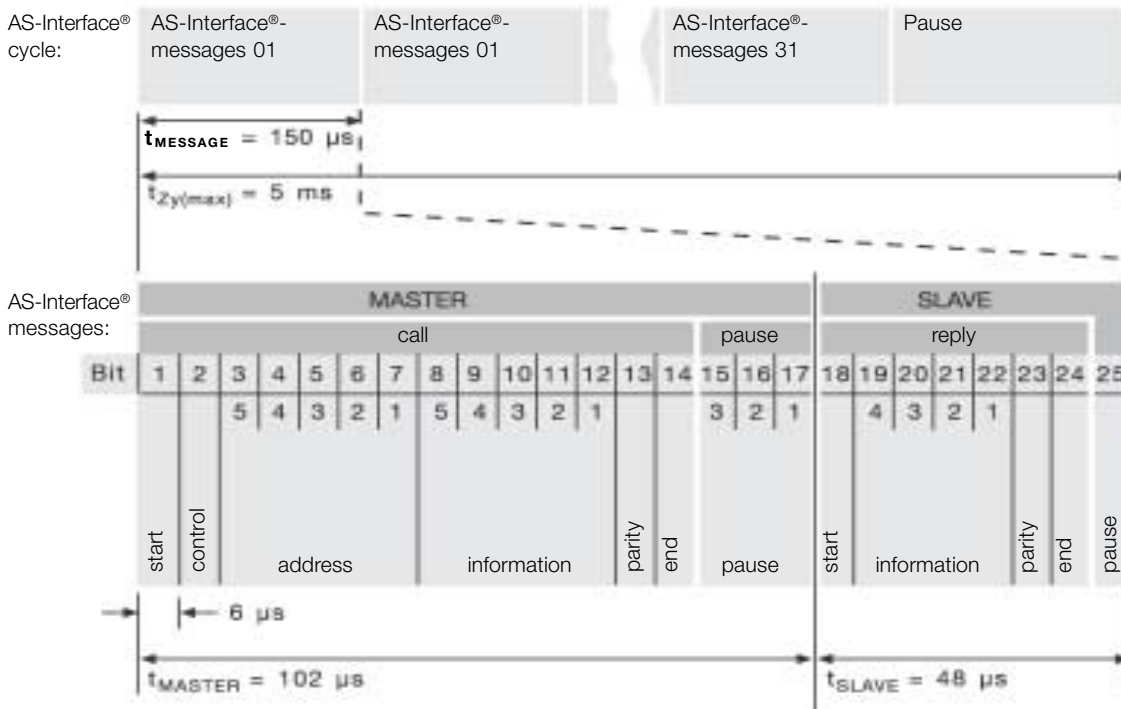 AS-Interface® cycle:
AS-Interface®-messages 01
AS-Interface®-messages 01
AS-Interface®-messages 31
Pause
tMESSAGE = 150 µs
tZy(max) = 5 ms
AS-Interface® messages:
MASTER SLAVE
call pause reply
Bit 1 2 3 4 5 6 7 8 9 10 11 12 13 14 15 16 17 18 19 20 21 22 23 24 25
5 4 3 2 1 5 4 3 2 1 3 2 1 4 3 2 1
start control address information parity end pause start information parity end pause
6 µs
tMASTER = 102 µs
tSLAVE = 48 µs